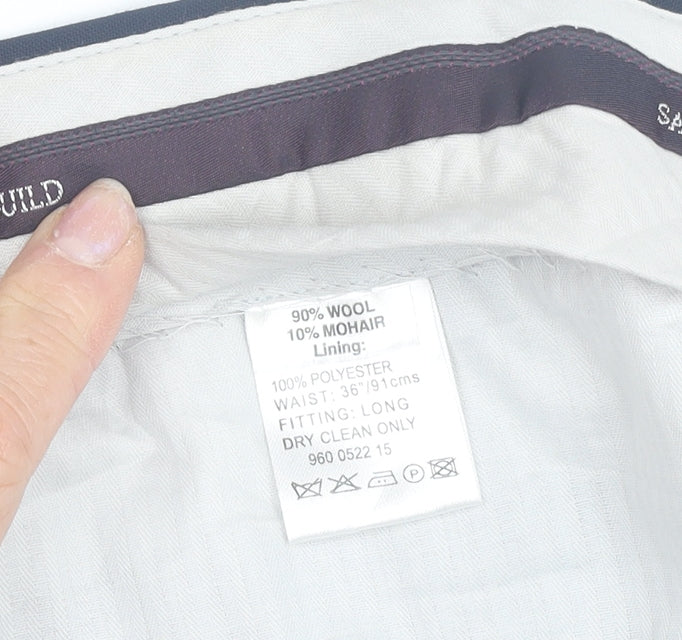 UILD
SA
90% WOOL
10% MOHAIR
Lining:
100% POLYESTER
WAIST: 36"/91cms
FITTING: LONG
DRY CLEAN ONLY
960 0522 15
P